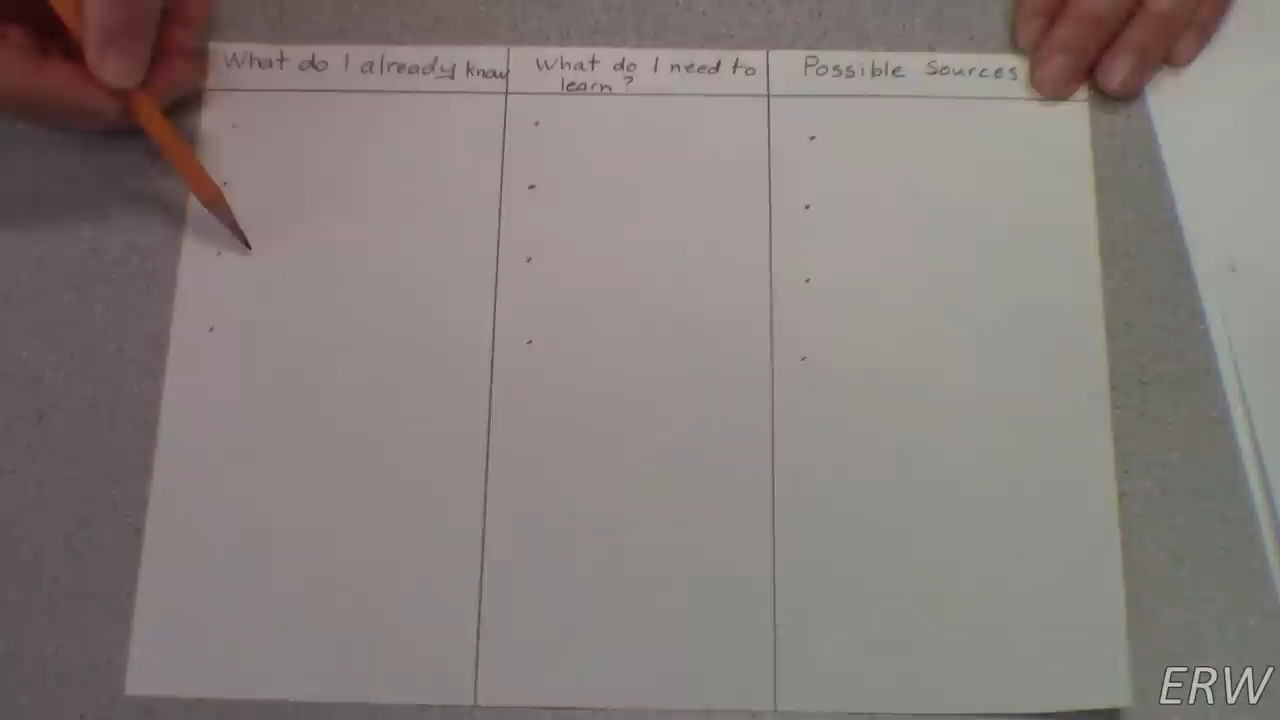 What do I already know
What do I need to
learn?
Possible Sources
ERW